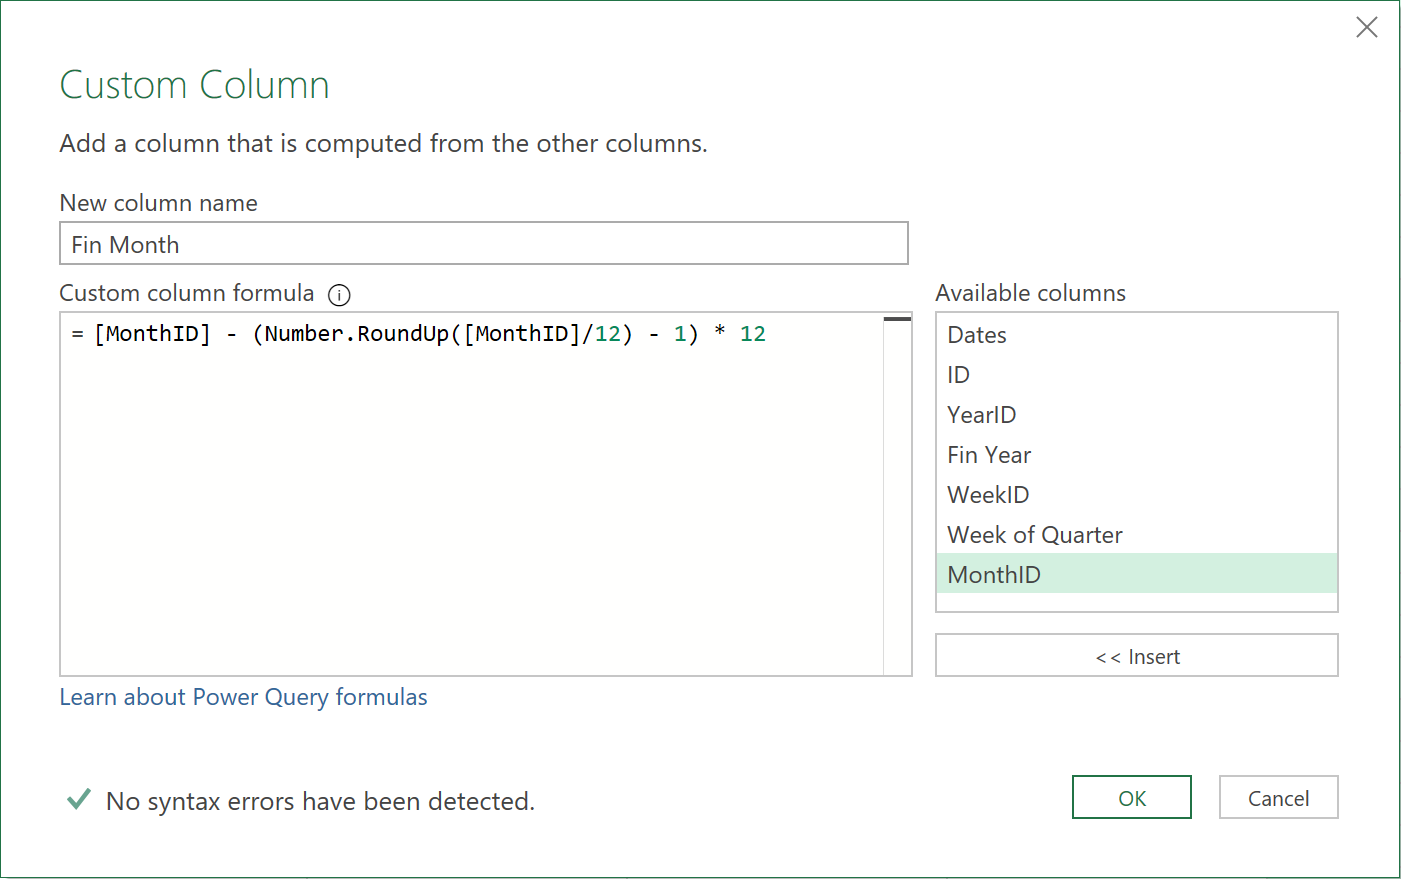 Custom Column
Add a column that is computed from the other columns.
New column name
Fin Month
Custom column formula
Available columns
= [MonthID] - (Number.RoundUp([MonthID]/12) - 1) * 12
Dates
ID
YearID
Fin Year
WeekID
Week of Quarter
MonthID
<< Insert
Learn about Power Query formulas
No syntax errors have been detected.
OK
Cancel